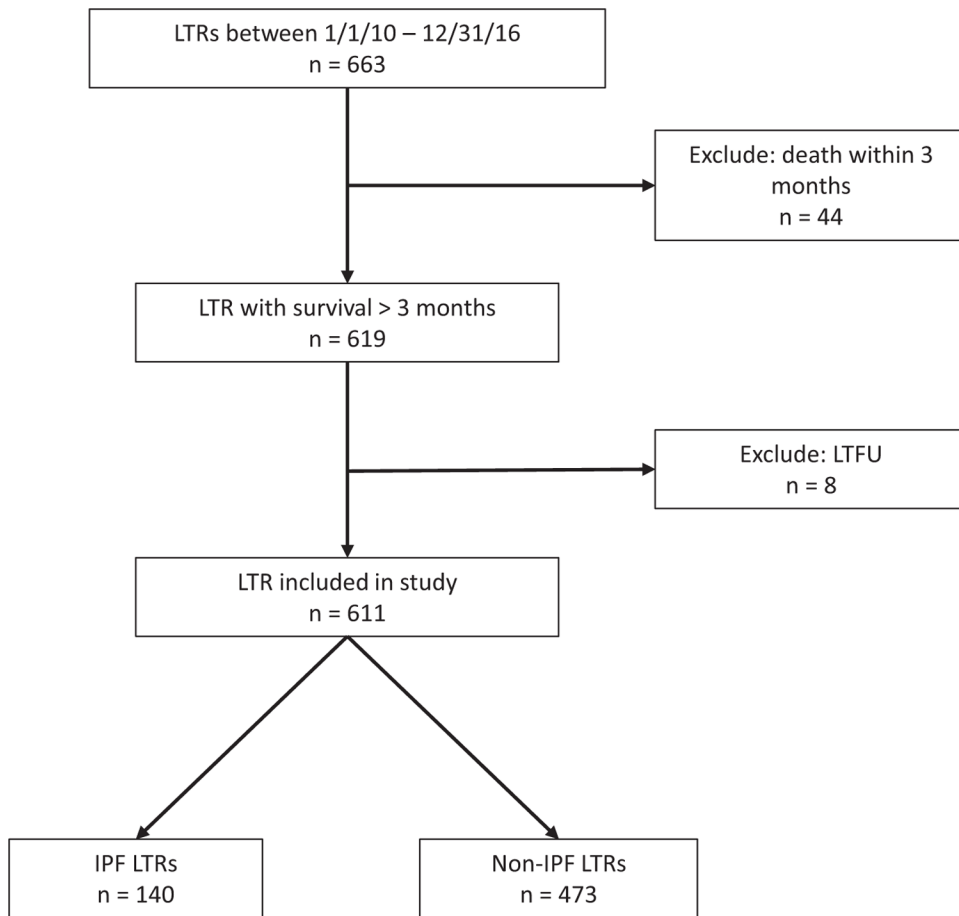 LTRs between 1/1/10 – 12/31/16
n = 663
Exclude: death within 3
months
n = 44
LTR with survival > 3 months
n = 619
Exclude: LTFU
n = 8
LTR included in study
n = 611
IPF LTRs
n = 140
Non-IPF LTRs
n = 473